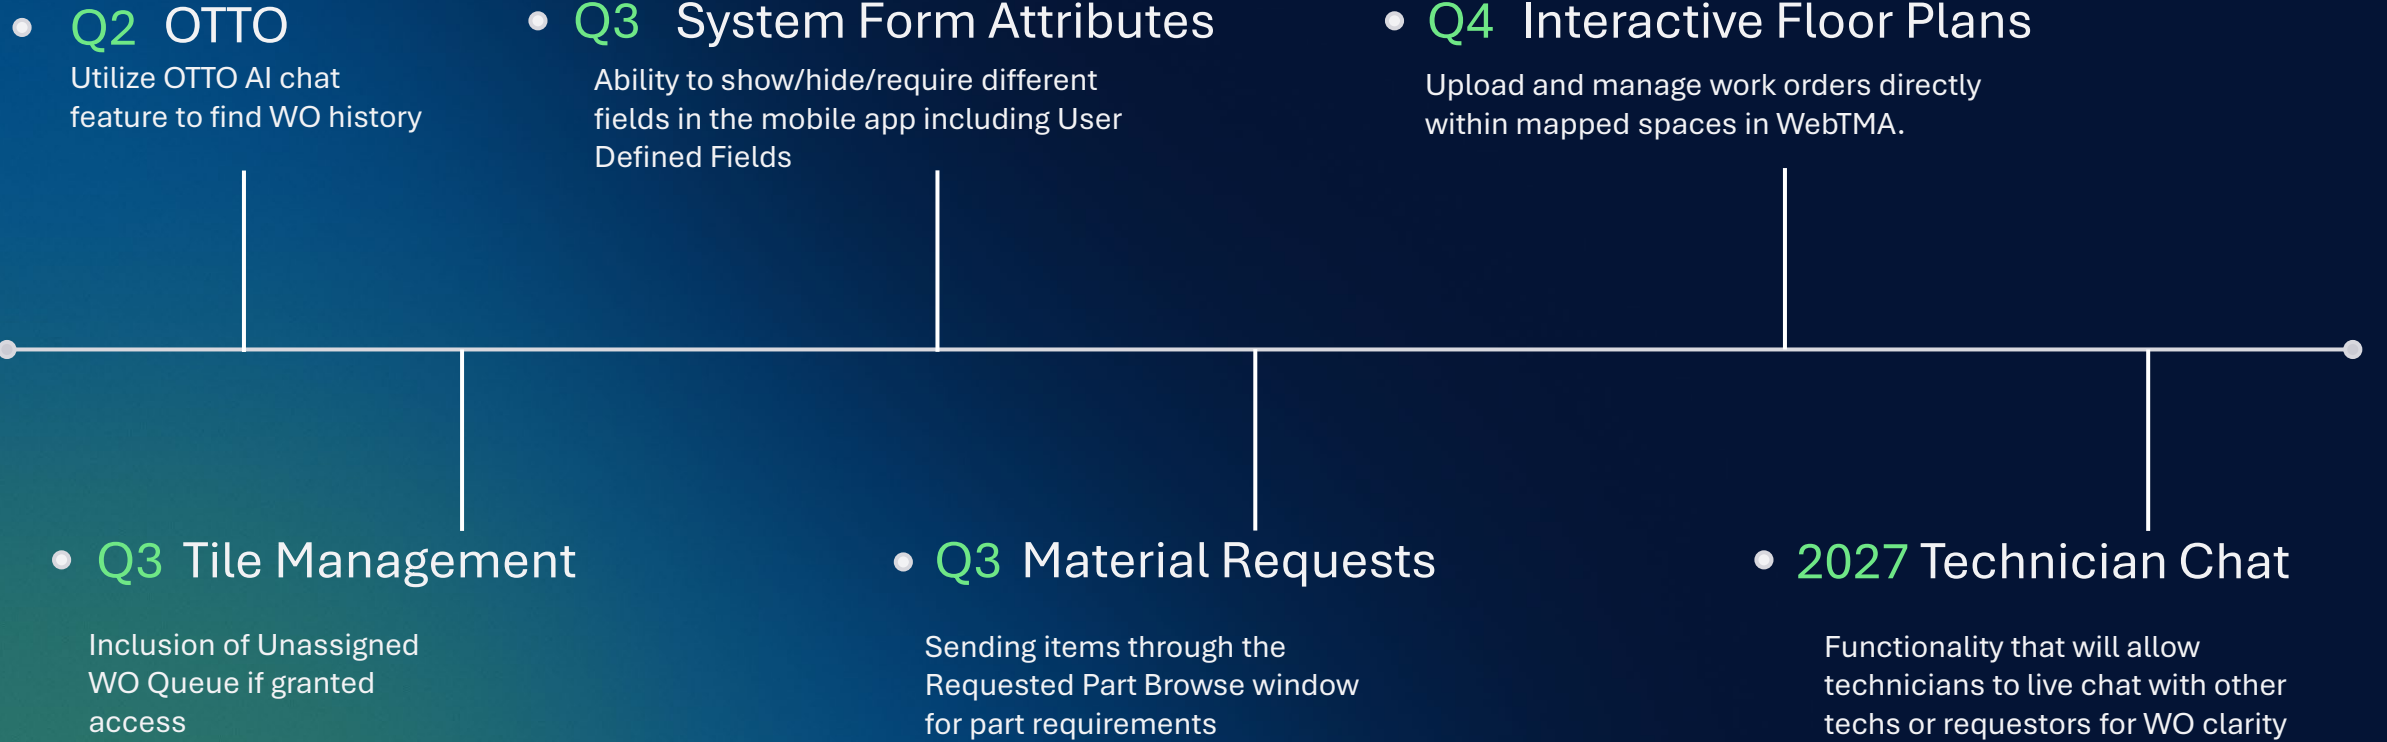 Q2 OTTO
Utilize OTTO AI chat
feature to find WO history
Q3 System Form Attributes
Ability to show/hide/require different
fields in the mobile app including User
Defined Fields
Q4 Interactive Floor Plans
Upload and manage work orders directly
within mapped spaces in WebTMA.
Q3 Tile Management
Inclusion of Unassigned
WO Queue if granted
access
Q3 Material Requests
Sending items through the
Requested Part Browse window
for part requirements
2027 Technician Chat
Functionality that will allow
technicians to live chat with other
techs or requestors for WO clarity